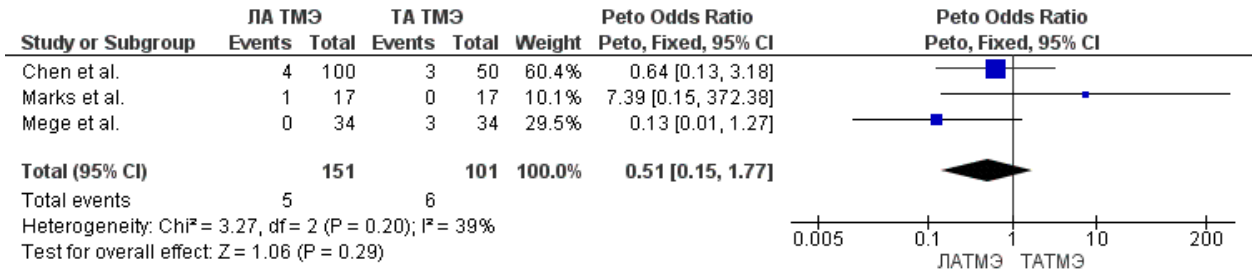 ЛА ТМЭ ТА ТМЭ Peto Odds Ratio Peto Odds Ratio
Study or Subgroup Events Total Events Total Weight Peto, Fixed, 95% CI Peto, Fixed, 95% CI
Chen et al. 4 100 3 50 60.4% 0.64 [0.13, 3.18]
Marks et al. 1 17 0 17 10.1% 7.39 [0.15, 372.38]
Mege et al. 0 34 3 34 29.5% 0.13 [0.01, 1.27]
Total (95% CI) 151 101 100.0% 0.51 [0.15, 1.77]
Total events 5 6
Heterogeneity: Chi² = 3.27, df = 2 (P = 0.20); I² = 39%
Test for overall effect: Z = 1.06 (P = 0.29)
0.005 0.1 1 10 200
ЛАТМЭ ТАТМЭ